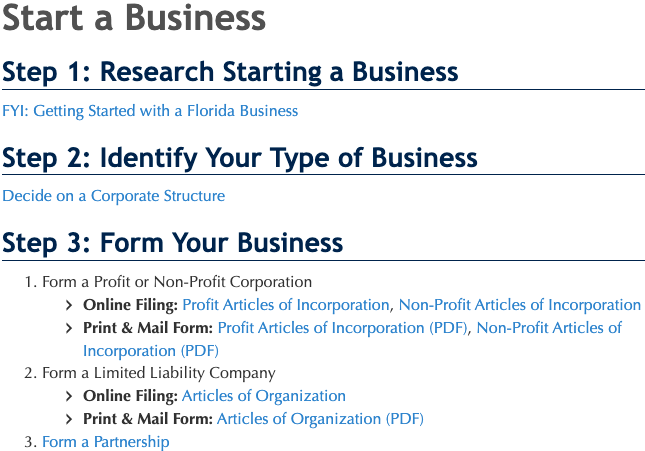 Start a Business
Step 1: Research Starting a Business
FYI: Getting Started with a Florida Business
Step 2: Identify Your Type of Business
Decide on a Corporate Structure
Step 3: Form Your Business
1. Form a Profit or Non-Profit Corporation
› Online Filing: Profit Articles of Incorporation, Non-Profit Articles of Incorporation
› Print & Mail Form: Profit Articles of Incorporation (PDF), Non-Profit Articles of
Incorporation (PDF)
2. Form a Limited Liability Company
› Online Filing: Articles of Organization
› Print & Mail Form: Articles of Organization (PDF)
3. Form a Partnership